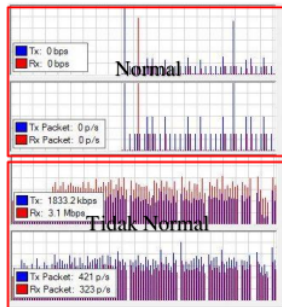 Tx: 0 bps
Rx: 0 bps
Normal
Tx Packet: 0 p/s
Rx Packet: 0 p/s
Tx: 1833.2 kbps
Rx: 3.1 Mbps
Tidak Normal
Tx Packet: 421 p/s
Rx Packet: 323 p/s